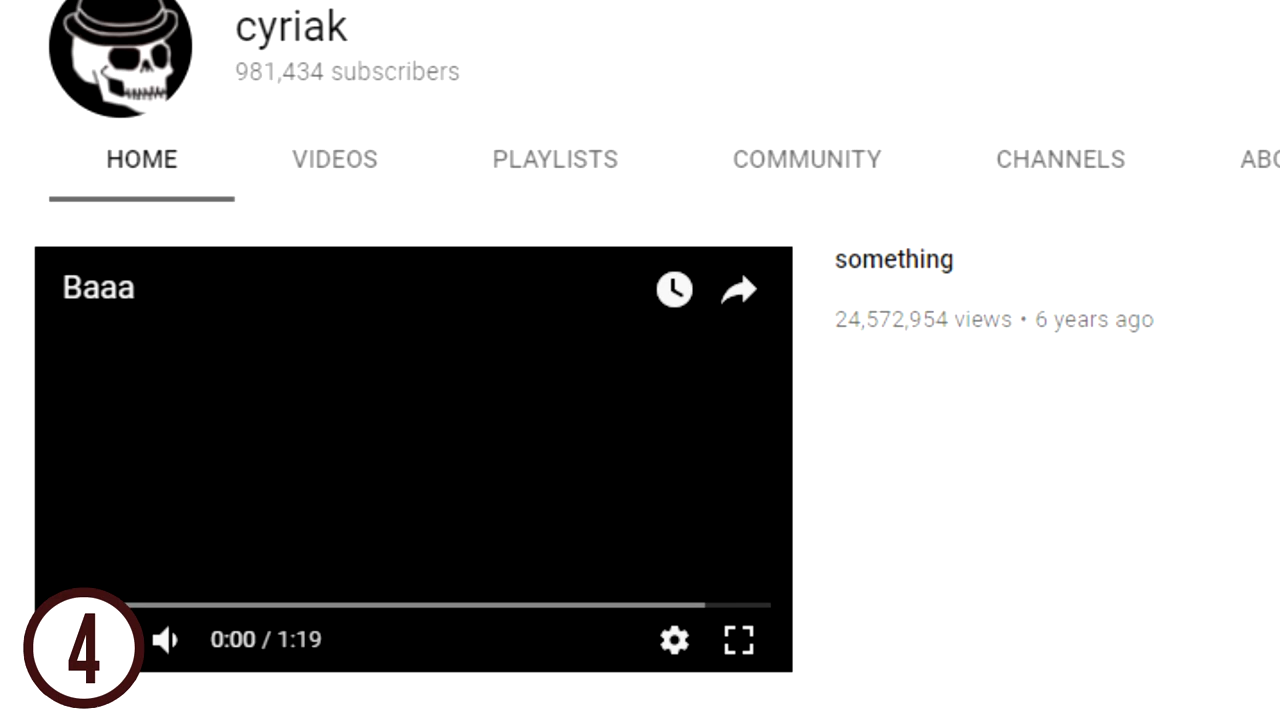 cyriak
981,434 subscribers
HOME VIDEOS PLAYLISTS COMMUNITY CHANNELS
Baaa
something
24,572,954 views • 6 years ago
0:00 / 1:19
4